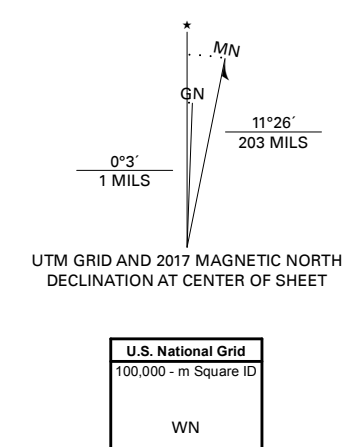 ★
MN
GN
11°26´
203 MILS
0°3´
1 MILS
UTM GRID AND 2017 MAGNETIC NORTH
DECLINATION AT CENTER OF SHEET
U.S. National Grid
100,000 - m Square ID
WN